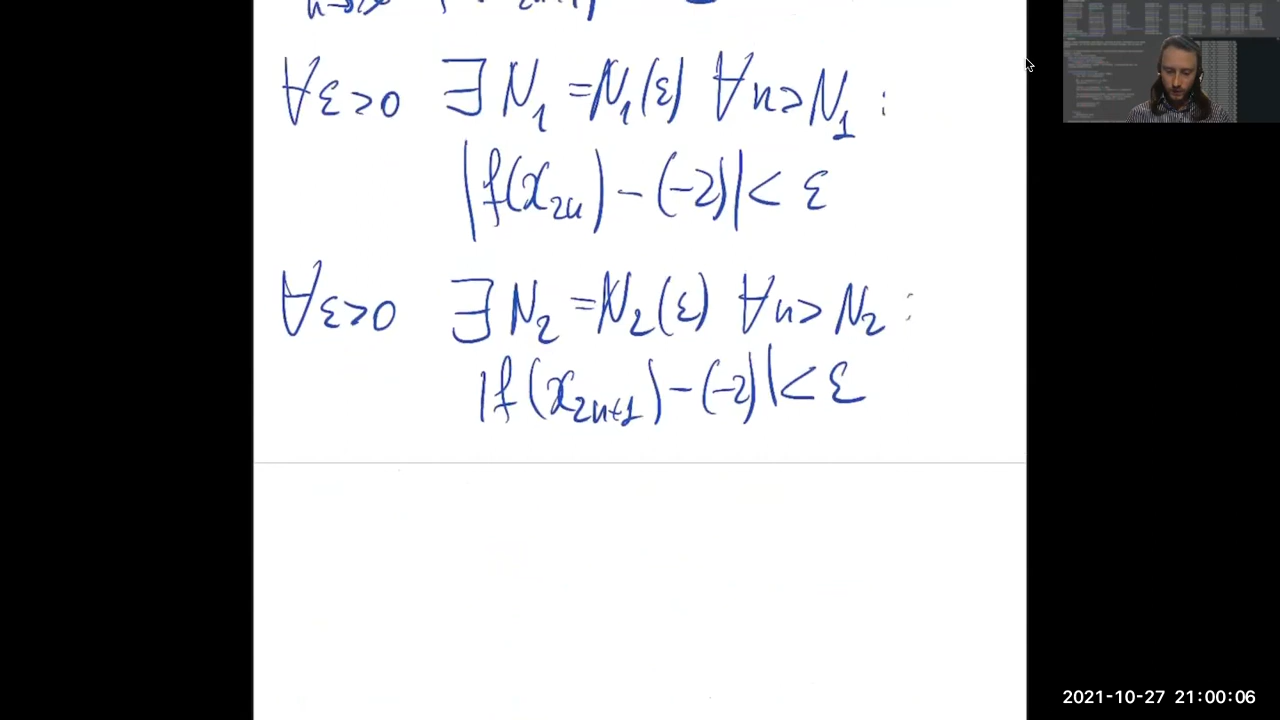 ∀ε>0 ∃ N₁ = N₁(ε) ∀n > N₁ :
|f(x₂ₙ) - (-2)| < ε
∀ε>0 ∃ N₂ = N₂(ε) ∀n > N₂ :
|f(x₂ₙ₊₁) - (-2)| < ε
2021-10-27 21:00:06